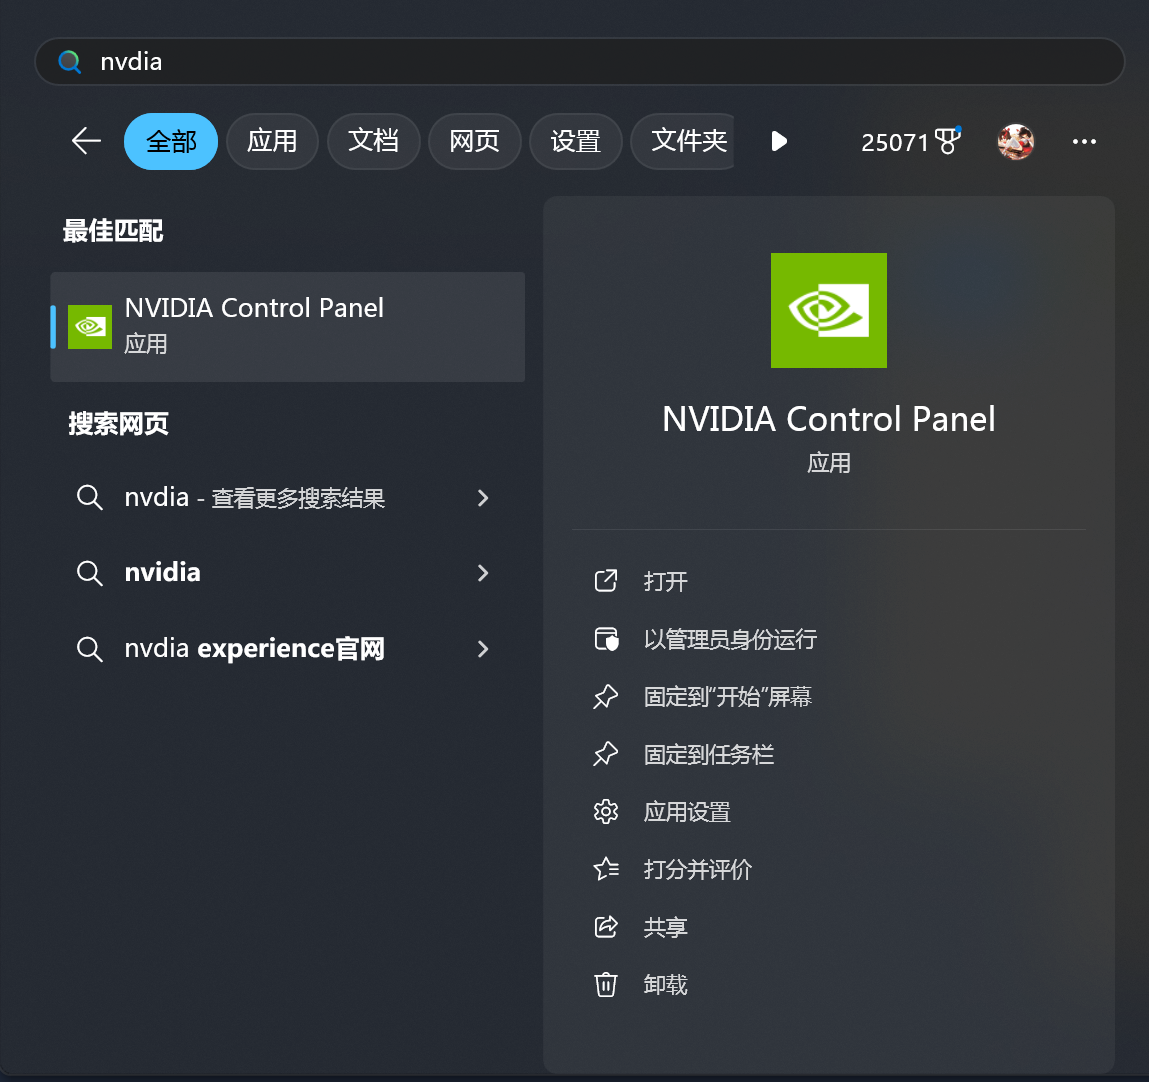 nvdia
全部 应用 文档 网页 设置 文件夹 25071
最佳匹配
NVIDIA Control Panel
应用
搜索网页
nvdia - 查看更多搜索结果
nvidia
nvdia experience官网
NVIDIA Control Panel
应用
打开
以管理员身份运行
固定到"开始"屏幕
固定到任务栏
应用设置
打分并评价
共享
卸载